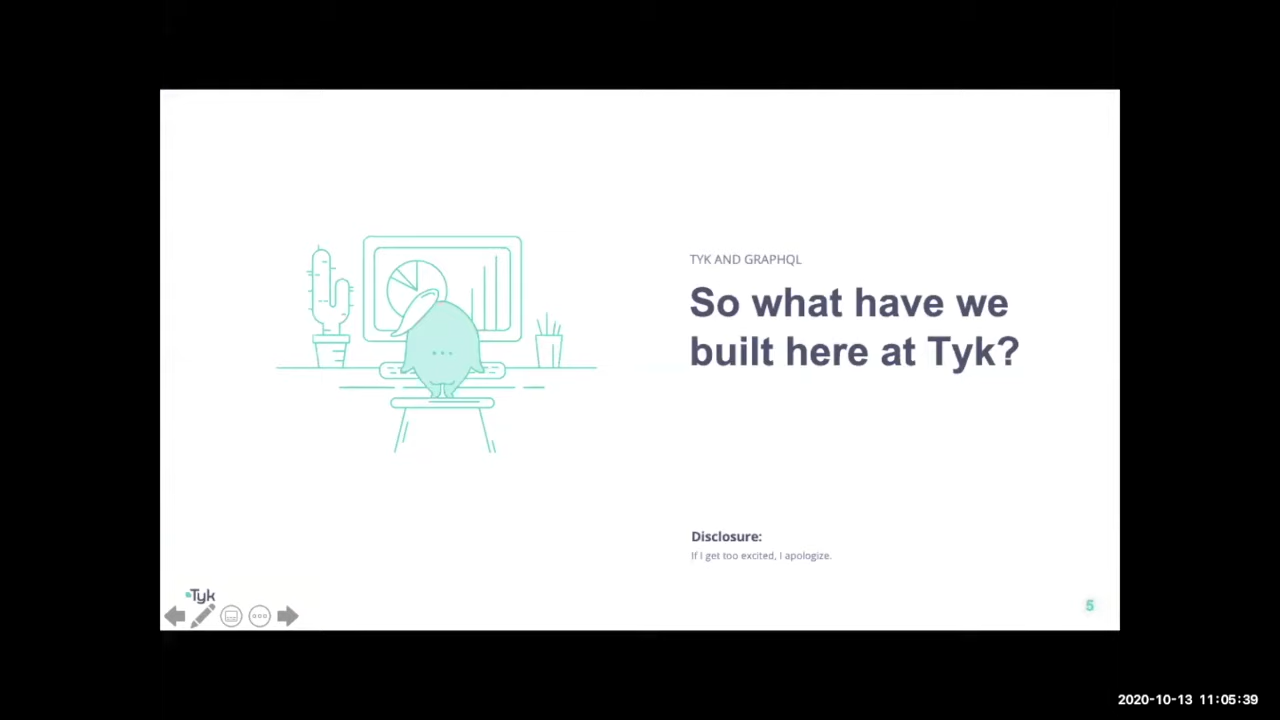 TYK AND GRAPHQL
So what have we
built here at Tyk?
Disclosure:
If I get too excited, I apologize.
Tyk
5
2020-10-13 11:05:39